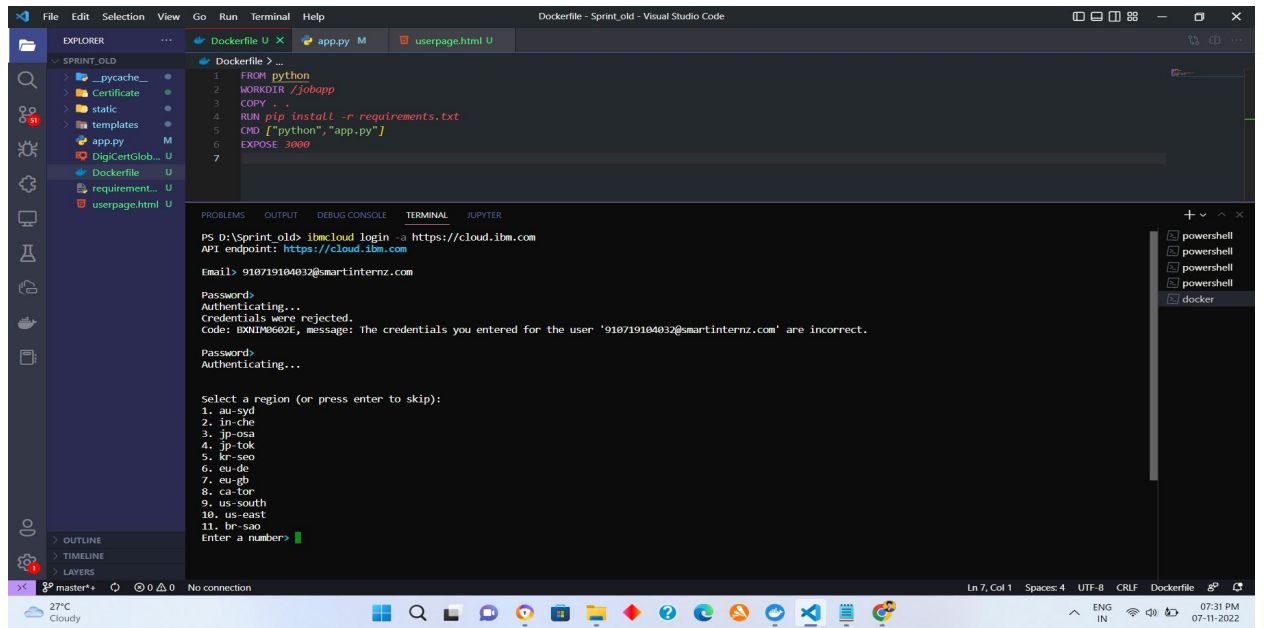 File Edit Selection View Go Run Terminal Help
Dockerfile - Sprint_old - Visual Studio Code
EXPLORER
SPRINT_OLD
__pycache__
Certificate
static
templates
app.py M
DigiCertGlob... U
Dockerfile U
requirement... U
userpage.html U
OUTLINE
TIMELINE
LAYERS
51
1
Dockerfile U
app.py M
userpage.html U
Dockerfile > ...
1 FROM python
2 WORKDIR /jobapp
3 COPY . .
4 RUN pip install -r requirements.txt
5 CMD ["python","app.py"]
6 EXPOSE 3000
7
PROBLEMS OUTPUT DEBUG CONSOLE TERMINAL JUPYTER
PS D:\Sprint_old> ibmcloud login -a https://cloud.ibm.com
API endpoint: https://cloud.ibm.com
Email> 910719104032@smartinternz.com
Password>
Authenticating...
Credentials were rejected.
Code: BXNIM0602E, message: The credentials you entered for the user '910719104032@smartinternz.com' are incorrect.
Password>
Authenticating...
Select a region (or press enter to skip):
1. au-syd
2. in-che
3. jp-osa
4. jp-tok
5. kr-seo
6. eu-de
7. eu-gb
8. ca-tor
9. us-south
10. us-east
11. br-sao
Enter a number>
powershell
powershell
powershell
powershell
docker
master*+ 0 0 No connection
Ln 7, Col 1 Spaces: 4 UTF-8 CRLF Dockerfile
27°C
Cloudy
ENG
IN
07:31 PM
07-11-2022